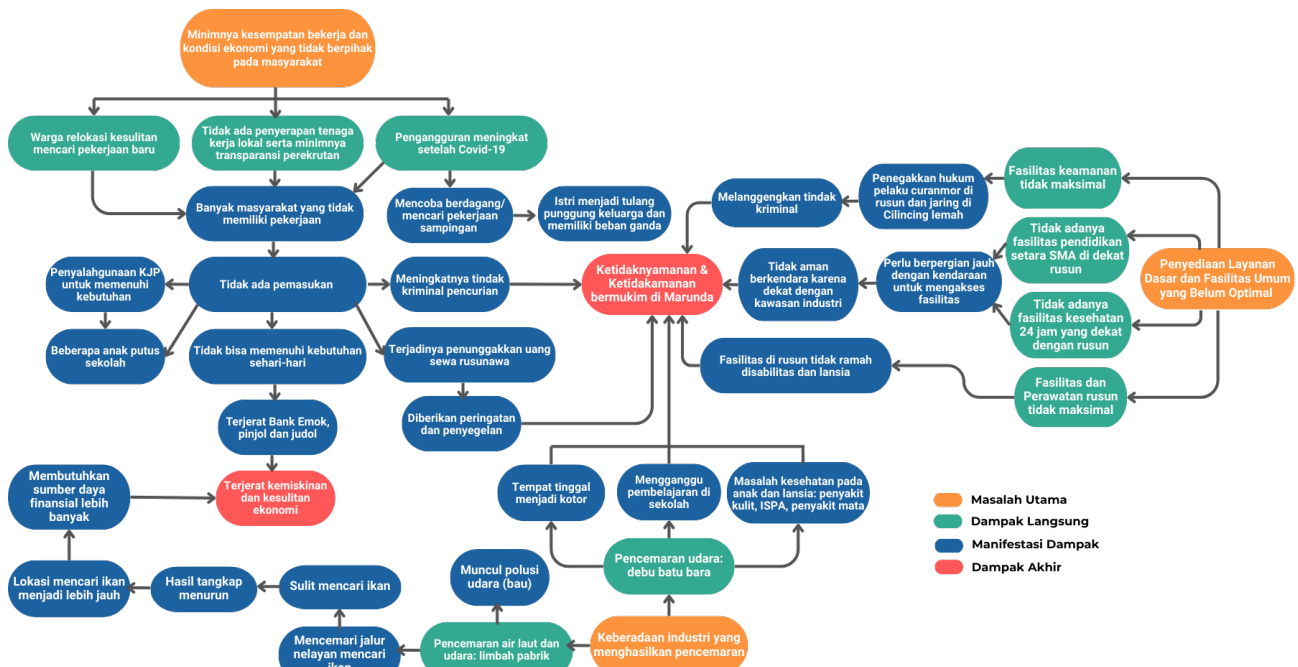 Minimnya kesempatan bekerja dan
kondisi ekonomi yang tidak berpihak
pada masyarakat
Warga relokasi kesulitan
mencari pekerjaan baru
Tidak ada penyerapan tenaga
kerja lokal serta minimnya
transparansi perekrutan
Pengangguran meningkat
setelah Covid-19
Banyak masyarakat yang tidak
memiliki pekerjaan
Mencoba berdagang/
mencari pekerjaan
sampingan
Istri menjadi tulang
punggung keluarga dan
memiliki beban ganda
Penyalahgunaan KJP
untuk memenuhi
kebutuhan
Tidak ada pemasukan
Meningkatnya tindak
kriminal pencurian
Beberapa anak putus
sekolah
Tidak bisa memenuhi kebutuhan
sehari-hari
Terjadinya penunggakkan uang
sewa rusunawa
Diberikan peringatan
dan penyegelan
Terjerat Bank Emok,
pinjol dan judol
Terjerat kemiskinan
dan kesulitan
ekonomi
Membutuhkan
sumber daya
finansial lebih
banyak
Lokasi mencari ikan
menjadi lebih jauh
Hasil tangkap
menurun
Sulit mencari ikan
Mencemari jalur
nelayan mencari
ikan
Muncul polusi
udara (bau)
Pencemaran air laut dan
udara: limbah pabrik
Keberadaan industri yang
menghasilkan pencemaran
Pencemaran udara:
debu batu bara
Tempat tinggal
menjadi kotor
Mengganggu
pembelajaran di
sekolah
Masalah kesehatan pada
anak dan lansia: penyakit
kulit, ISPA, penyakit mata
Ketidaknyamanan &
Ketidakamanan
bermukim di Marunda
Melanggengkan tindak
kriminal
Penegakkan hukum
pelaku curanmor di
rusun dan jaring di
Cilincing lemah
Fasilitas keamanan
tidak maksimal
Tidak aman
berkendara karena
dekat dengan
kawasan industri
Perlu berpergian jauh
dengan kendaraan
untuk mengakses
fasilitas
Tidak adanya
fasilitas pendidikan
setara SMA di dekat
rusun
Tidak adanya
fasilitas kesehatan
24 jam yang dekat
dengan rusun
Penyediaan Layanan
Dasar dan Fasilitas Umum
yang Belum Optimal
Fasilitas di rusun tidak ramah
disabilitas dan lansia
Fasilitas dan
Perawatan rusun
tidak maksimal
Masalah Utama
Dampak Langsung
Manifestasi Dampak
Dampak Akhir